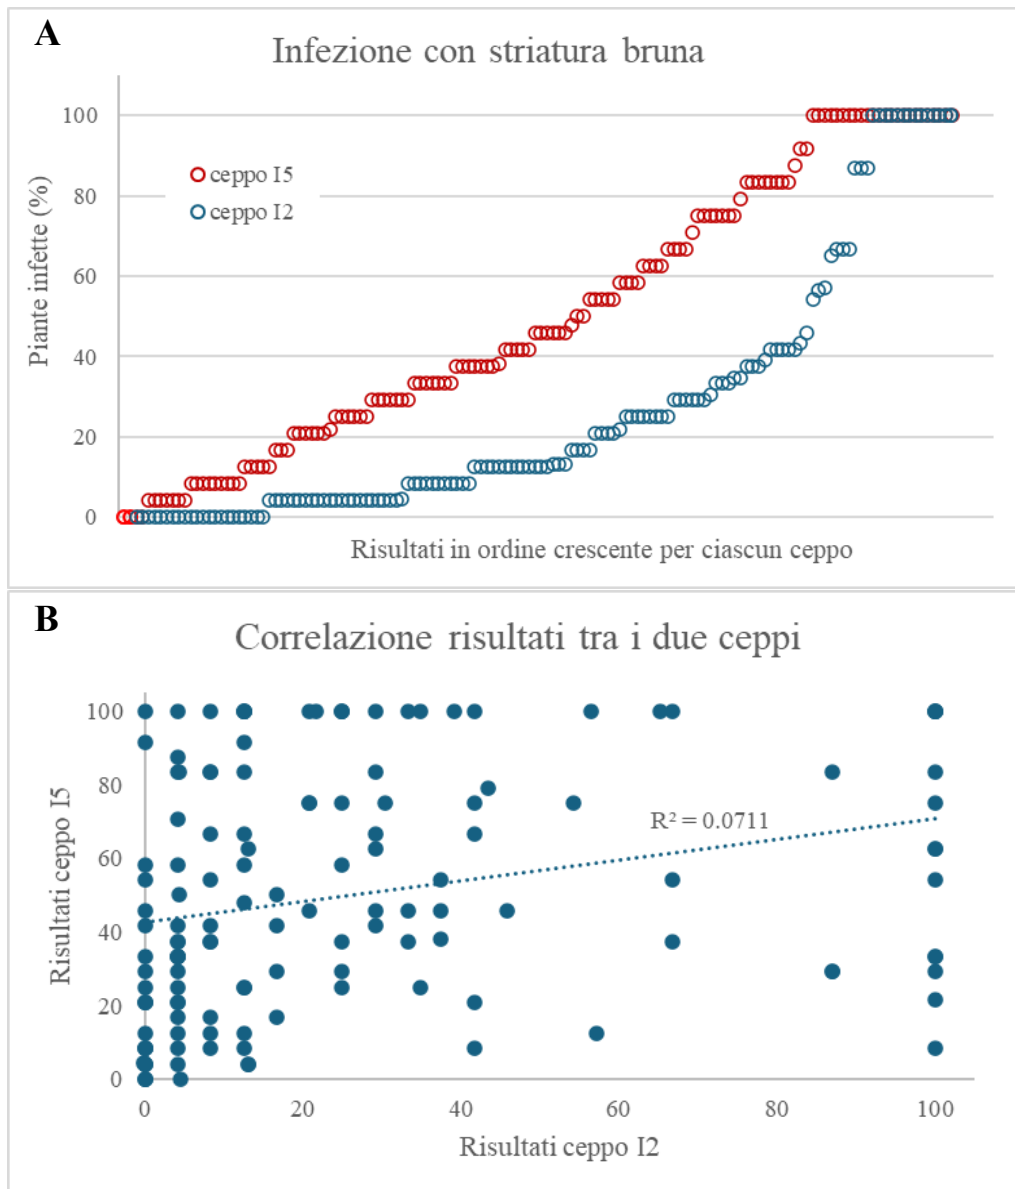 A
Infezione con striatura bruna
Piante infette (%)
100
80
60
40
20
0
ceppo I5
ceppo I2
Risultati in ordine crescente per ciascun ceppo
B
Correlazione risultati tra i due ceppi
Risultati ceppo I5
100
80
60
40
20
0
R² = 0.0711
0 20 40 60 80 100
Risultati ceppo I2